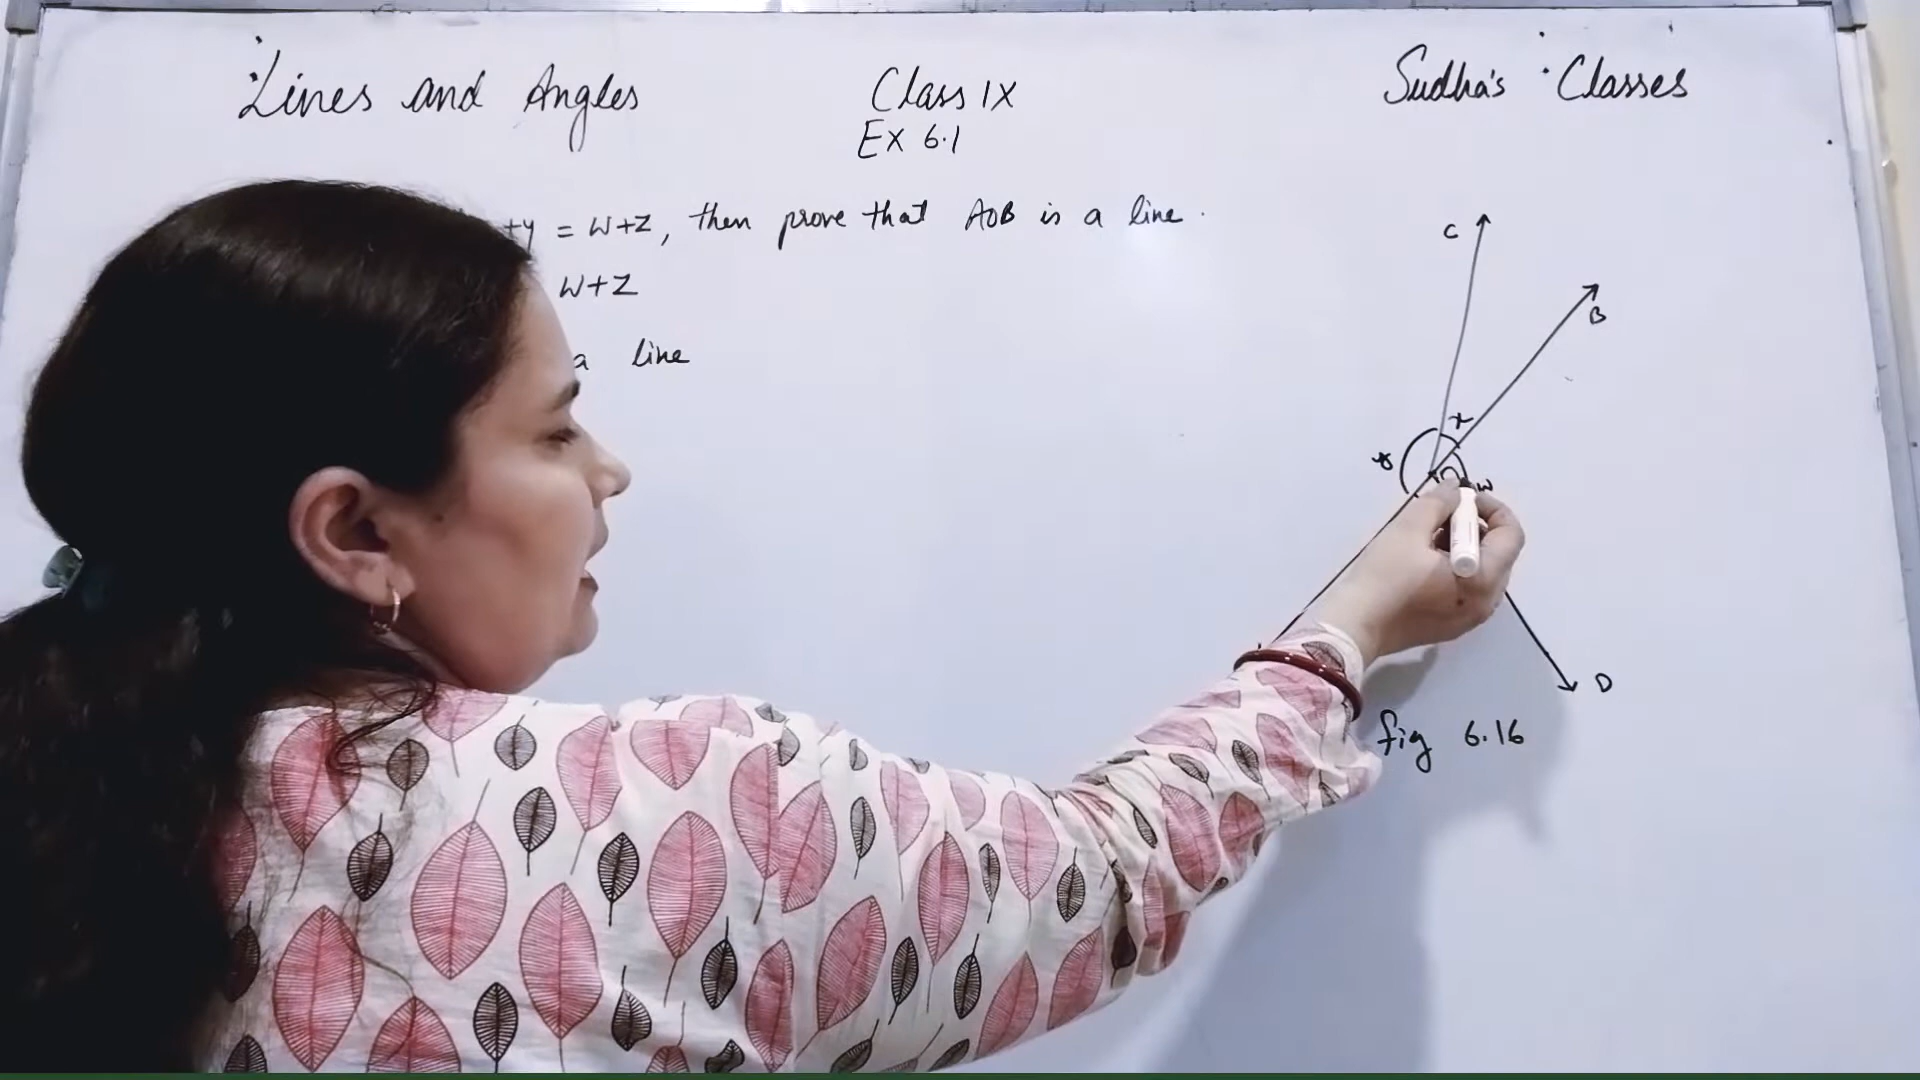 Lines and Angles
Class IX
Sudha's Classes
Ex 6.1
+y = W+Z, then prove that AOB is a line.
W+Z
a line
C
B
x
y
W
D
fig 6.16